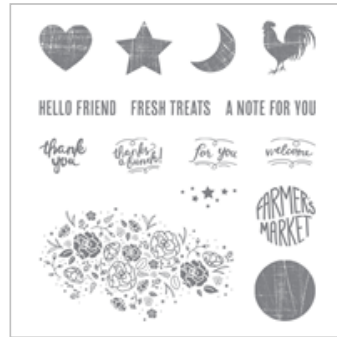 HELLO FRIEND FRESH TREATS A NOTE FOR YOU
thank you
thanks a bunch!
for you
welcome
FARMERS
MARKET